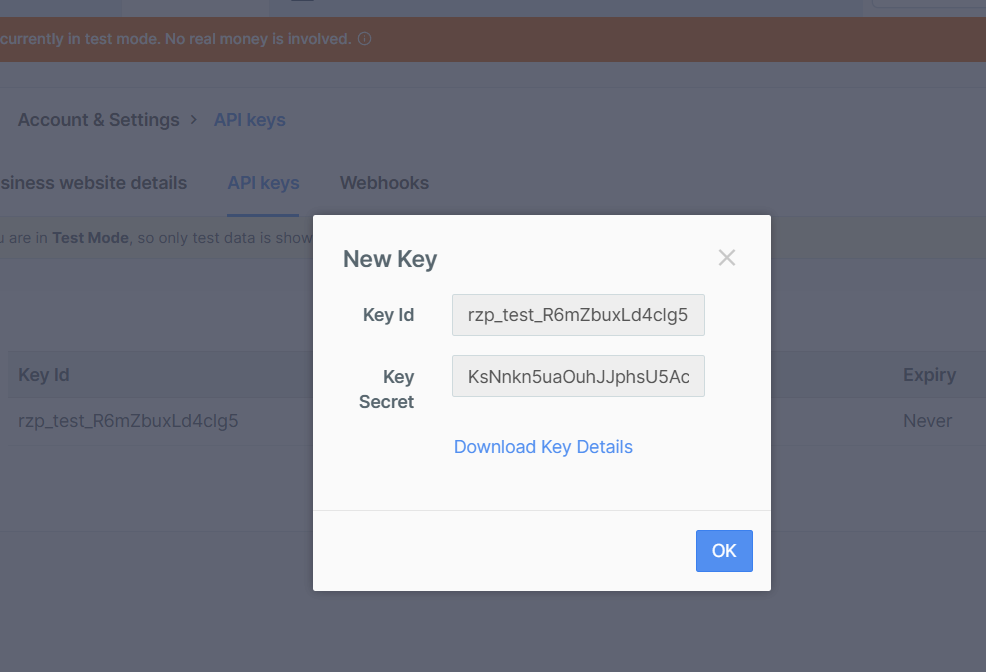 currently in test mode. No real money is involved.
Account & Settings > API keys
siness website details API keys Webhooks
u are in Test Mode, so only test data is show
New Key
Key Id rzp_test_R6mZbuxLd4clg5
Key Secret KsNnkn5uaOuhJJphsU5Ac
Download Key Details
OK
Key Id Expiry
rzp_test_R6mZbuxLd4clg5 Never